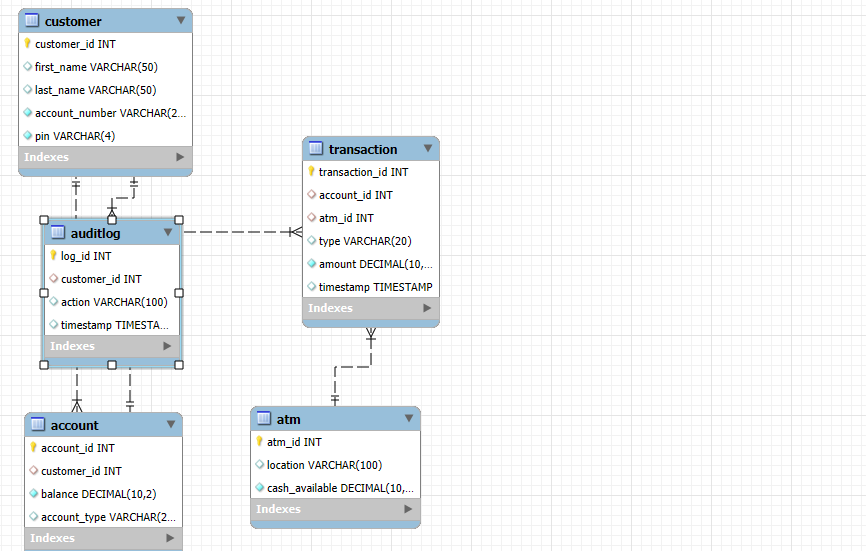 customer
customer_id INT
first_name VARCHAR(50)
last_name VARCHAR(50)
account_number VARCHAR(2...
pin VARCHAR(4)
Indexes
transaction
transaction_id INT
account_id INT
atm_id INT
type VARCHAR(20)
amount DECIMAL(10,...
timestamp TIMESTAMP
Indexes
auditlog
log_id INT
customer_id INT
action VARCHAR(100)
timestamp TIMESTA...
Indexes
account
account_id INT
customer_id INT
balance DECIMAL(10,2)
account_type VARCHAR(2...
Indexes
atm
atm_id INT
location VARCHAR(100)
cash_available DECIMAL(10,...
Indexes